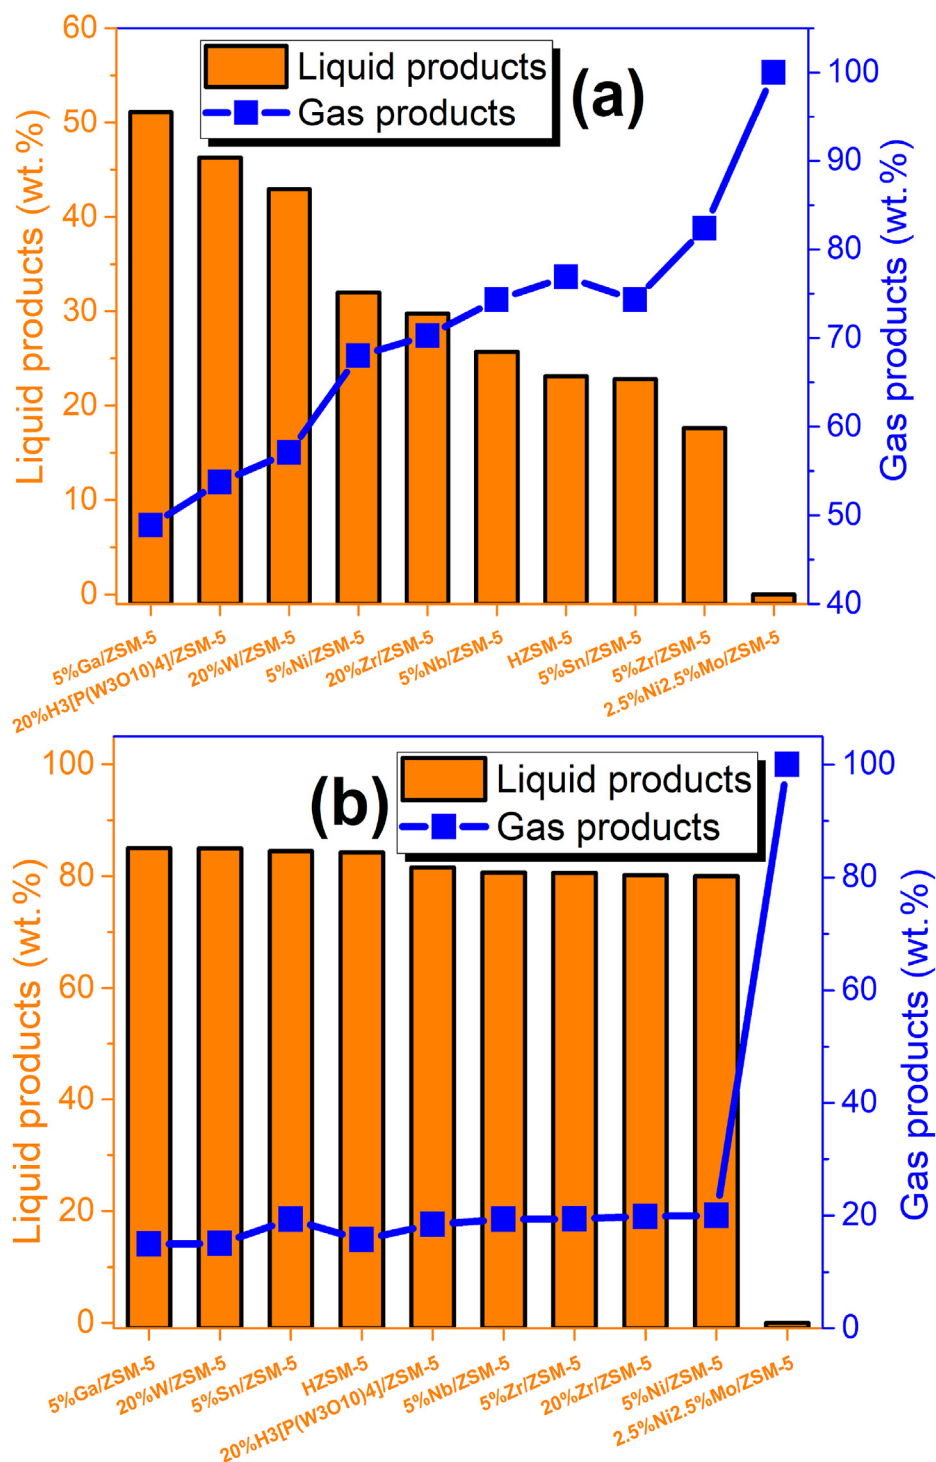 60
50
40
30
20
10
0
Liquid products (wt.%)
Liquid products
Gas products
(a)
100
90
80
70
60
50
40
Gas products (wt.%)
5%Ga/ZSM-5
20%H3[P(W3O10)4]/ZSM-5
20%W/ZSM-5
5%Ni/ZSM-5
20%Zr/ZSM-5
5%Nb/ZSM-5
HZSM-5
5%Sn/ZSM-5
5%Zr/ZSM-5
2.5%Ni2.5%Mo/ZSM-5
100
80
60
40
20
0
Liquid products (wt.%)
(b)
Liquid products
Gas products
100
80
60
40
20
0
Gas products (wt.%)
5%Ga/ZSM-5
20%W/ZSM-5
5%Sn/ZSM-5
HZSM-5
20%H3[P(W3O10)4]/ZSM-5
5%Nb/ZSM-5
5%Zr/ZSM-5
20%Zr/ZSM-5
5%Ni/ZSM-5
2.5%Ni2.5%Mo/ZSM-5